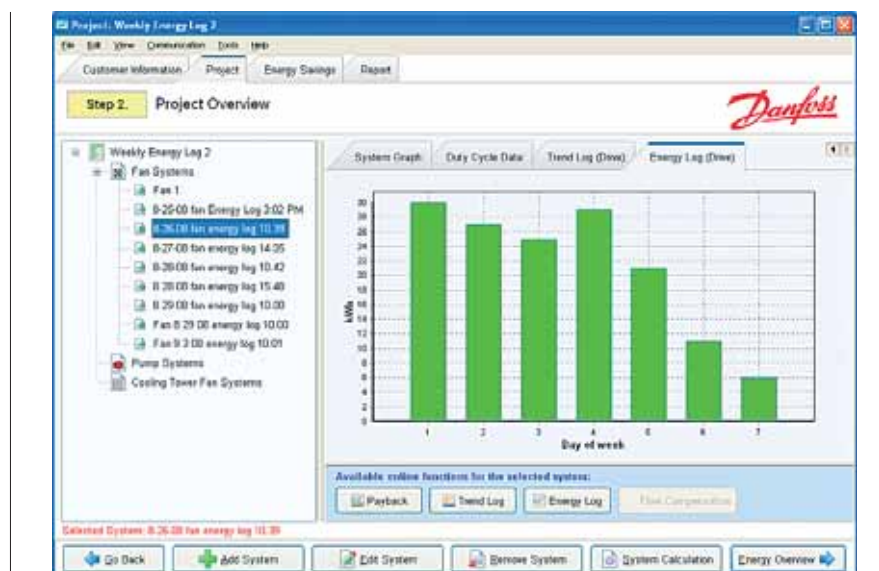 Project: Weekly Energy Log 2
File Edit View Communication Tools Help
Customer Information Project Energy Savings Report
Step 2. Project Overview
Danfoss
Weekly Energy Log 2
Fan Systems
Fan 1
8-25-08 fan Energy Log 3:02 PM
8-26-08 fan energy log 10.39
8-27-08 fan energy log 14:35
8-28-08 fan energy log 10.42
8 28 08 fan energy log 15.48
8 29 08 fan energy log 10.00
Fan 8 29 08 energy log 10.00
Fan 9 3 08 energy log 10.01
Pump Systems
Cooling Tower Fan Systems
System Graph Duty Cycle Data Trend Log (Drive) Energy Log (Drive)
30
28
26
24
22
20
18
16
14
12
10
8
6
4
2
0
1 2 3 4 5 6 7
Day of week
Available online functions for the selected system:
Payback Trend Log Energy Log
Selected System: 8-26-08 fan energy log 10.39
Go Back Add System Edit System Remove System System Calculation Energy Overview